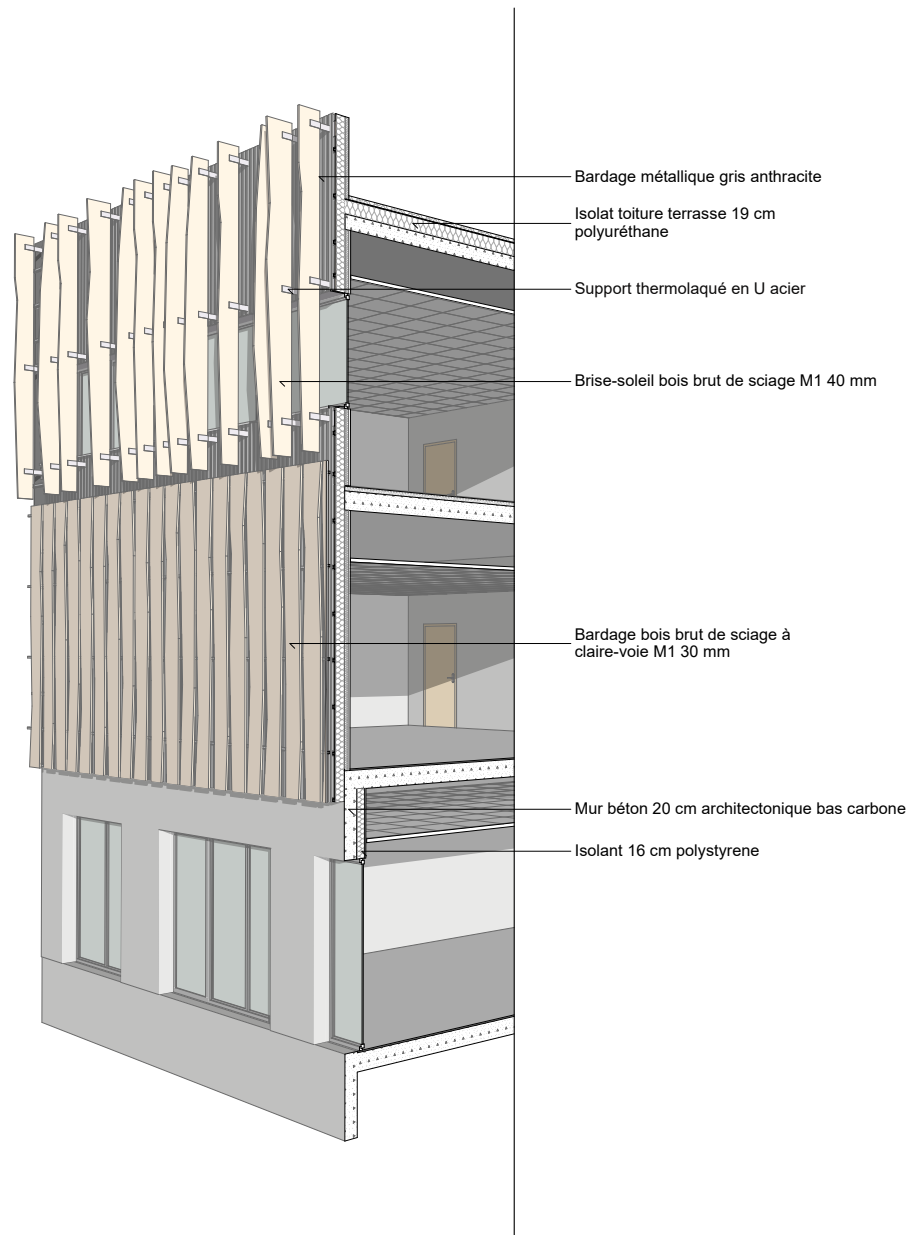 Bardage métallique gris anthracite
Isolat toiture terrasse 19 cm
polyuréthane
Support thermolaqué en U acier
Brise-soleil bois brut de sciage M1 40 mm
Bardage bois brut de sciage à
claire-voie M1 30 mm
Mur béton 20 cm architectonique bas carbone
Isolant 16 cm polystyrene